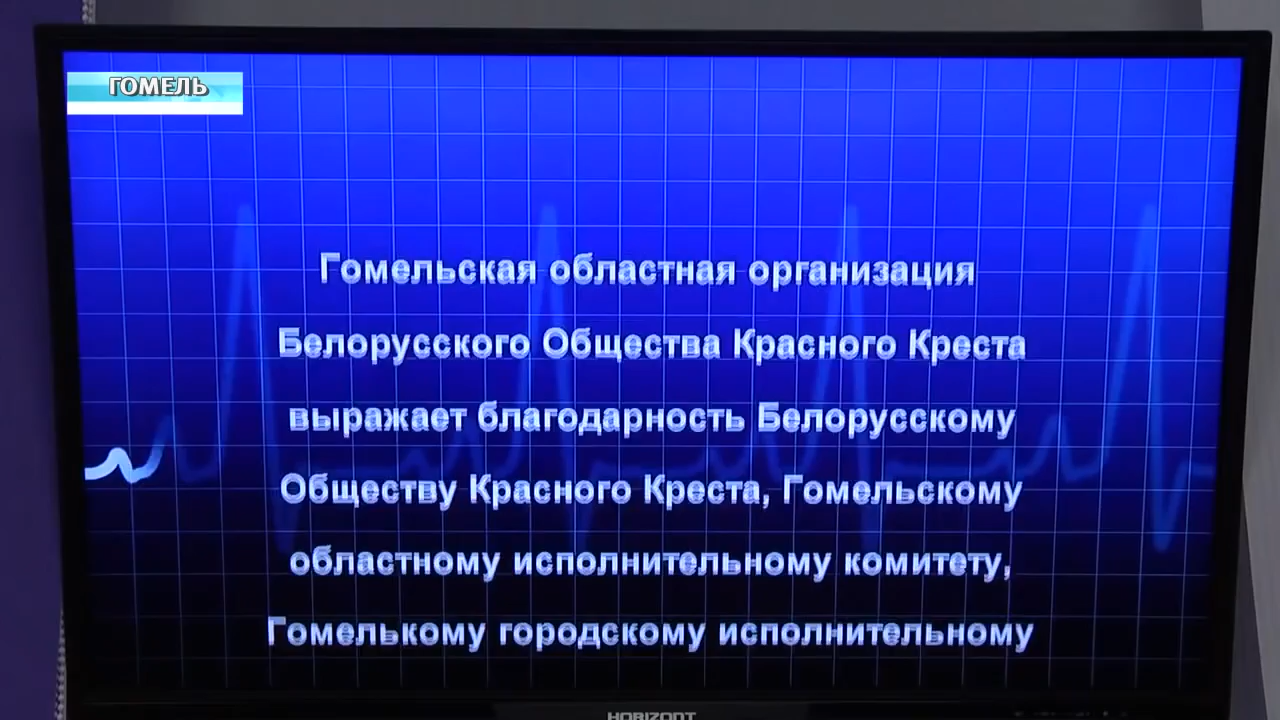 ГОМЕЛЬ
Гомельская областная организация
Белорусского Общества Красного Креста
выражает благодарность Белорусскому
Обществу Красного Креста, Гомельскому
областному исполнительному комитету,
Гомелькому городскому исполнительному
HORIZONT